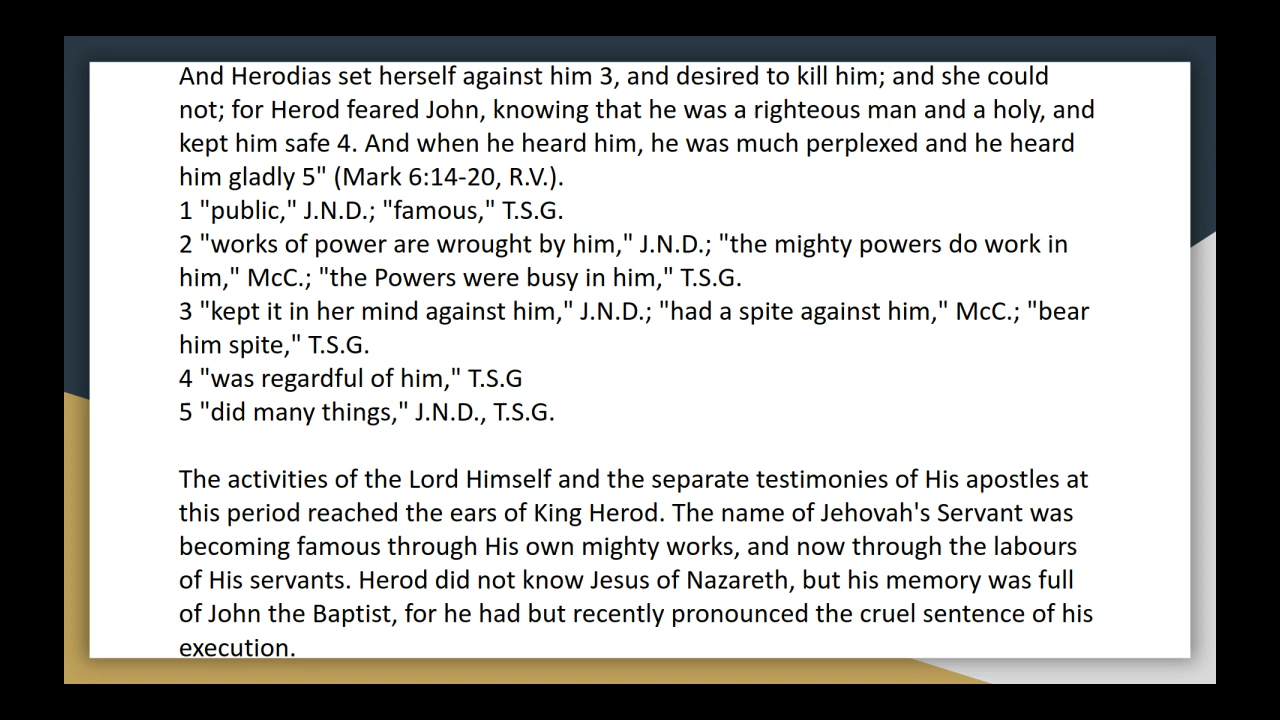 And Herodias set herself against him 3, and desired to kill him; and she could
not; for Herod feared John, knowing that he was a righteous man and a holy, and
kept him safe 4. And when he heard him, he was much perplexed and he heard
him gladly 5" (Mark 6:14-20, R.V.).
1 "public," J.N.D.; "famous," T.S.G.
2 "works of power are wrought by him," J.N.D.; "the mighty powers do work in
him," McC.; "the Powers were busy in him," T.S.G.
3 "kept it in her mind against him," J.N.D.; "had a spite against him," McC.; "bear
him spite," T.S.G.
4 "was regardful of him," T.S.G
5 "did many things," J.N.D., T.S.G.
The activities of the Lord Himself and the separate testimonies of His apostles at
this period reached the ears of King Herod. The name of Jehovah's Servant was
becoming famous through His own mighty works, and now through the labours
of His servants. Herod did not know Jesus of Nazareth, but his memory was full
of John the Baptist, for he had but recently pronounced the cruel sentence of his
execution.